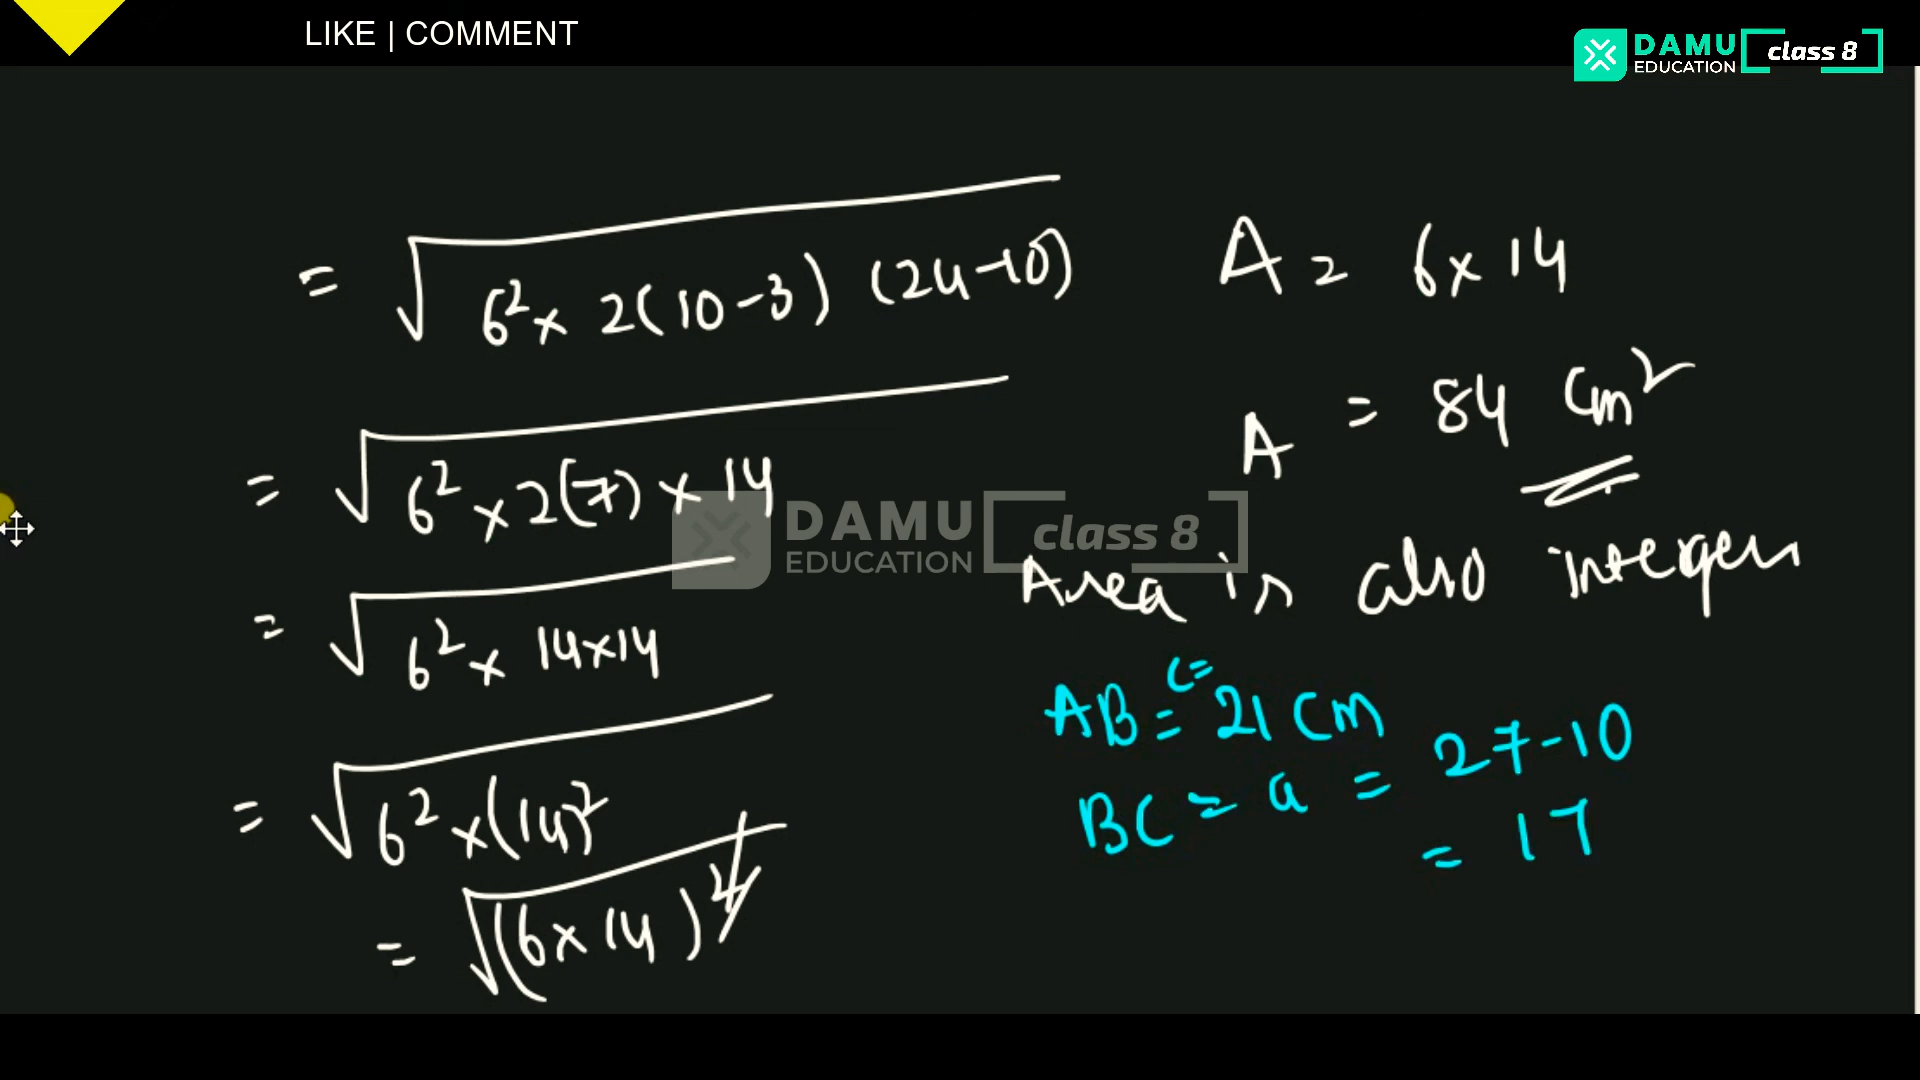 LIKE | COMMENT
DAMU EDUCATION class 8
= √6² × 2(10-3) (24-10)
= √6² × 2(7) × 14
= √6² × 14×14
= √6² × (14)²
= √(6×14)²
A = 6 × 14
A = 84 cm²
DAMU EDUCATION class 8
Area is also integer
c=
AB = 21 cm
BC = a = 27-10
= 17